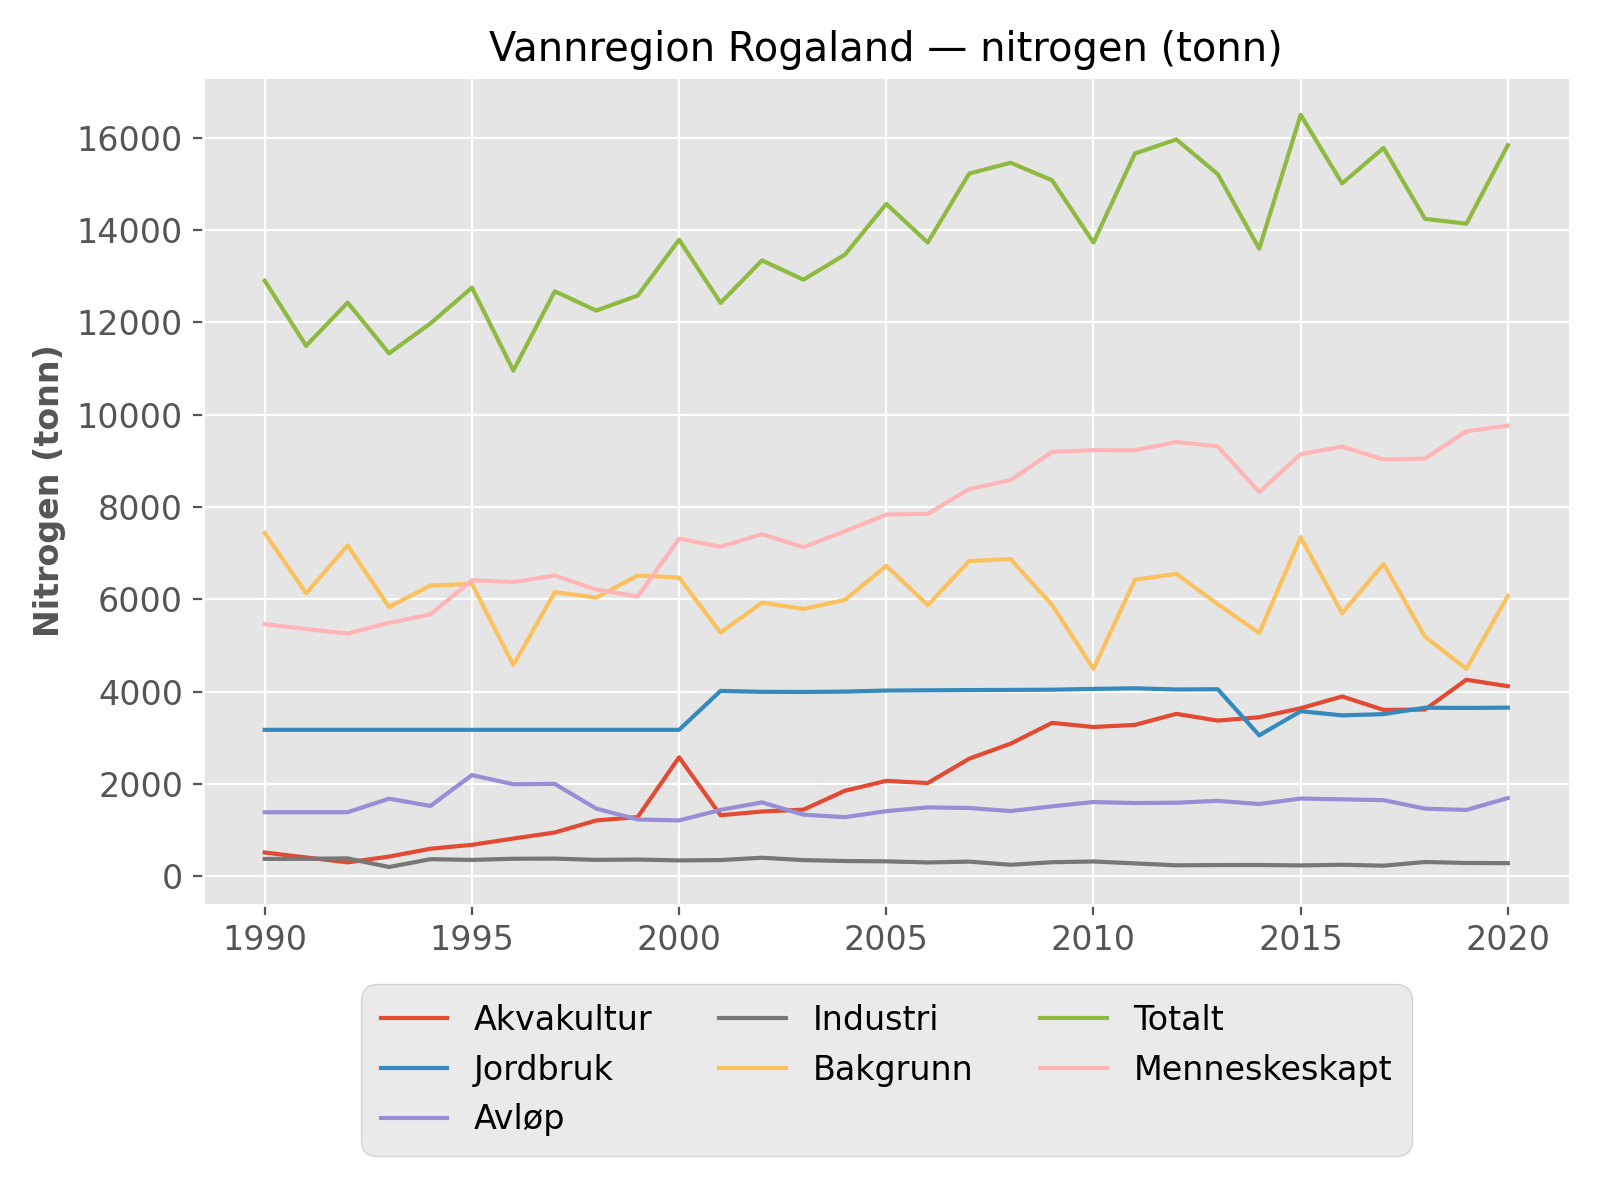 Vannregion Rogaland — nitrogen (tonn)
Nitrogen (tonn)
16000
14000
12000
10000
8000
6000
4000
2000
0
1990 1995 2000 2005 2010 2015 2020
Akvakultur Industri Totalt
Jordbruk Bakgrunn Menneskeskapt
Avløp